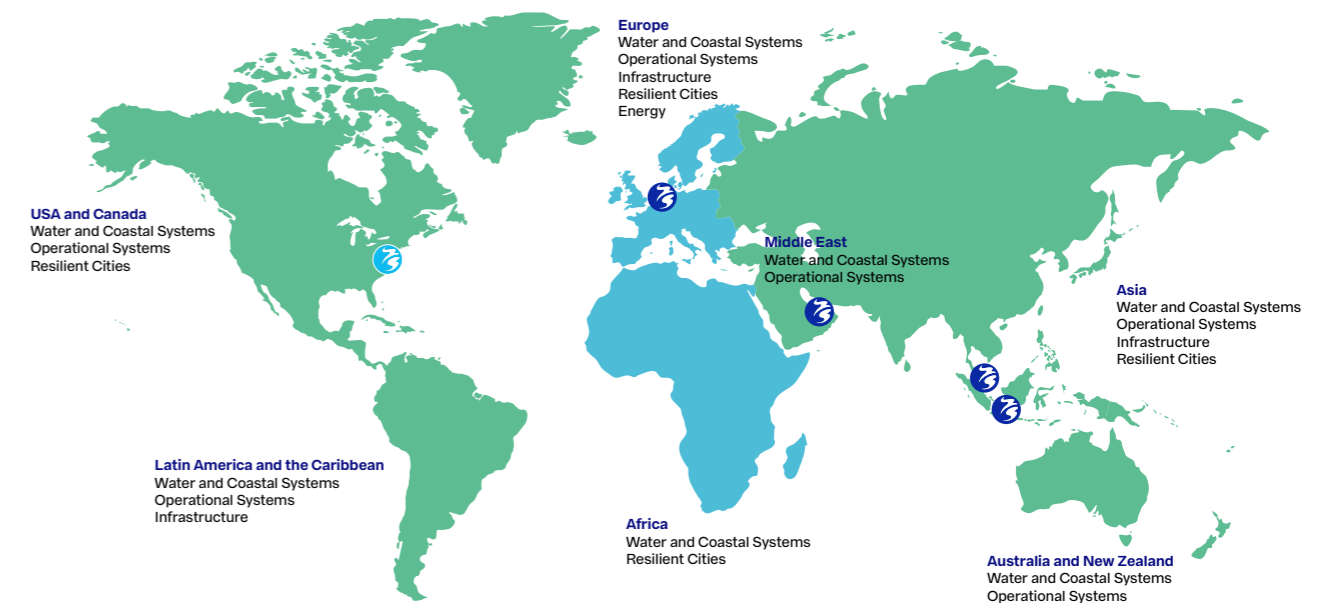 Europe
Water and Coastal Systems
Operational Systems
Infrastructure
Resilient Cities
Energy
USA and Canada
Water and Coastal Systems
Operational Systems
Resilient Cities
Middle East
Water and Coastal Systems
Operational Systems
Asia
Water and Coastal Systems
Operational Systems
Infrastructure
Resilient Cities
Latin America and the Caribbean
Water and Coastal Systems
Operational Systems
Infrastructure
Africa
Water and Coastal Systems
Resilient Cities
Australia and New Zealand
Water and Coastal Systems
Operational Systems